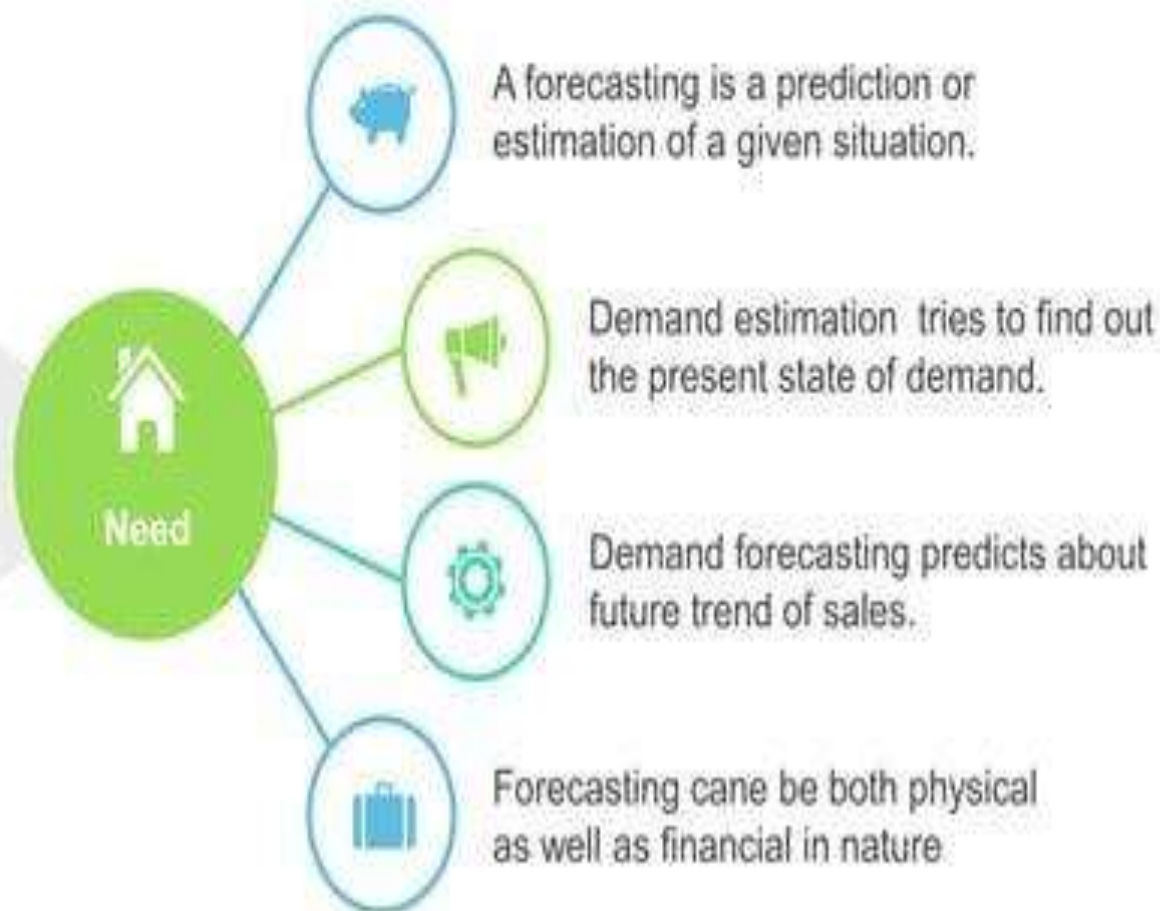 A forecasting is a prediction or
estimation of a given situation.
Demand estimation tries to find out
the present state of demand.
Need
Demand forecasting predicts about
future trend of sales.
Forecasting cane be both physical
as well as financial in nature